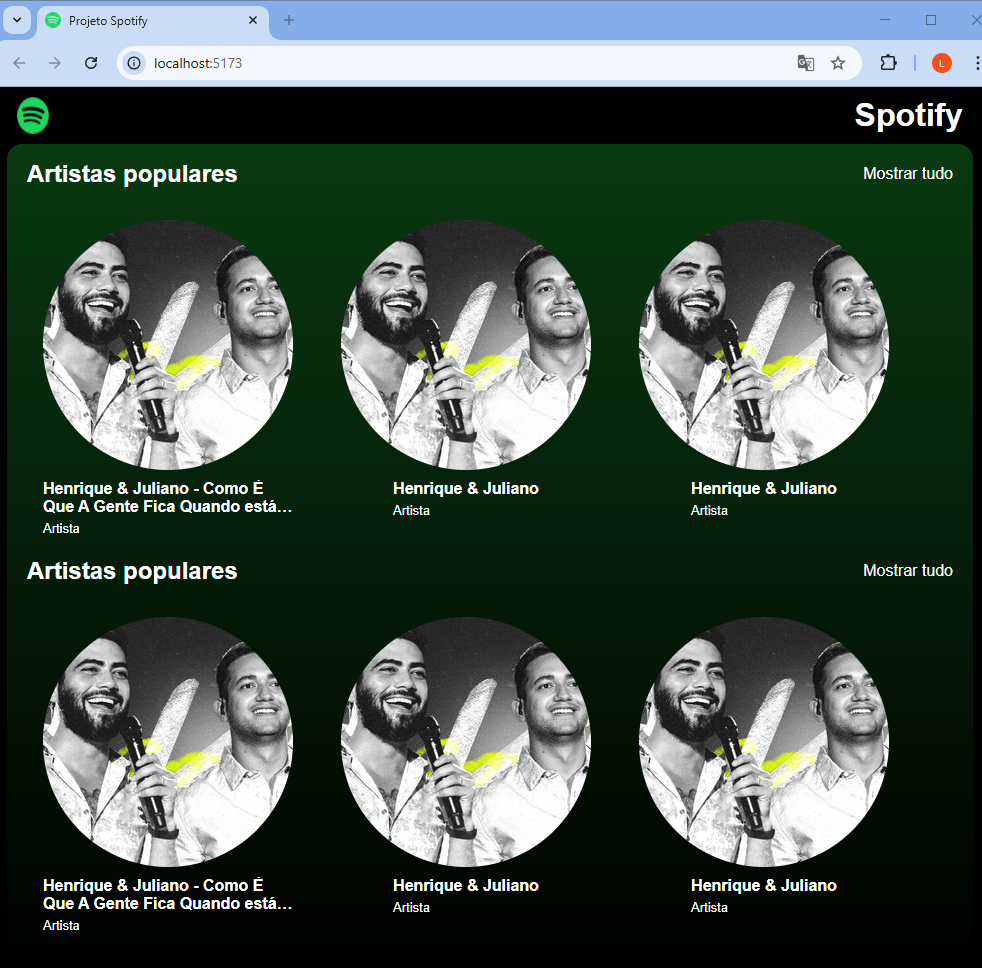 Projeto Spotify
localhost:5173
L
Spotify
Artistas populares
Mostrar tudo
Henrique & Juliano - Como É
Que A Gente Fica Quando está...
Artista
Henrique & Juliano
Artista
Henrique & Juliano
Artista
Artistas populares
Mostrar tudo
Henrique & Juliano - Como É
Que A Gente Fica Quando está...
Artista
Henrique & Juliano
Artista
Henrique & Juliano
Artista